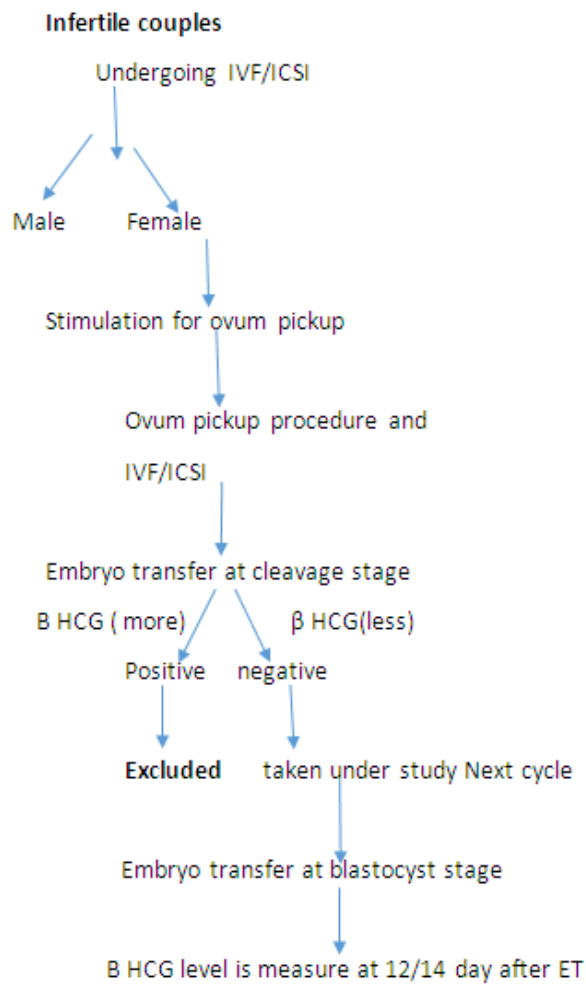 Infertile couples
Undergoing IVF/ICSI
Male Female
Stimulation for ovum pickup
Ovum pickup procedure and
IVF/ICSI
Embryo transfer at cleavage stage
B HCG ( more) β HCG(less)
Positive negative
Excluded taken under study Next cycle
Embryo transfer at blastocyst stage
B HCG level is measure at 12/14 day after ET